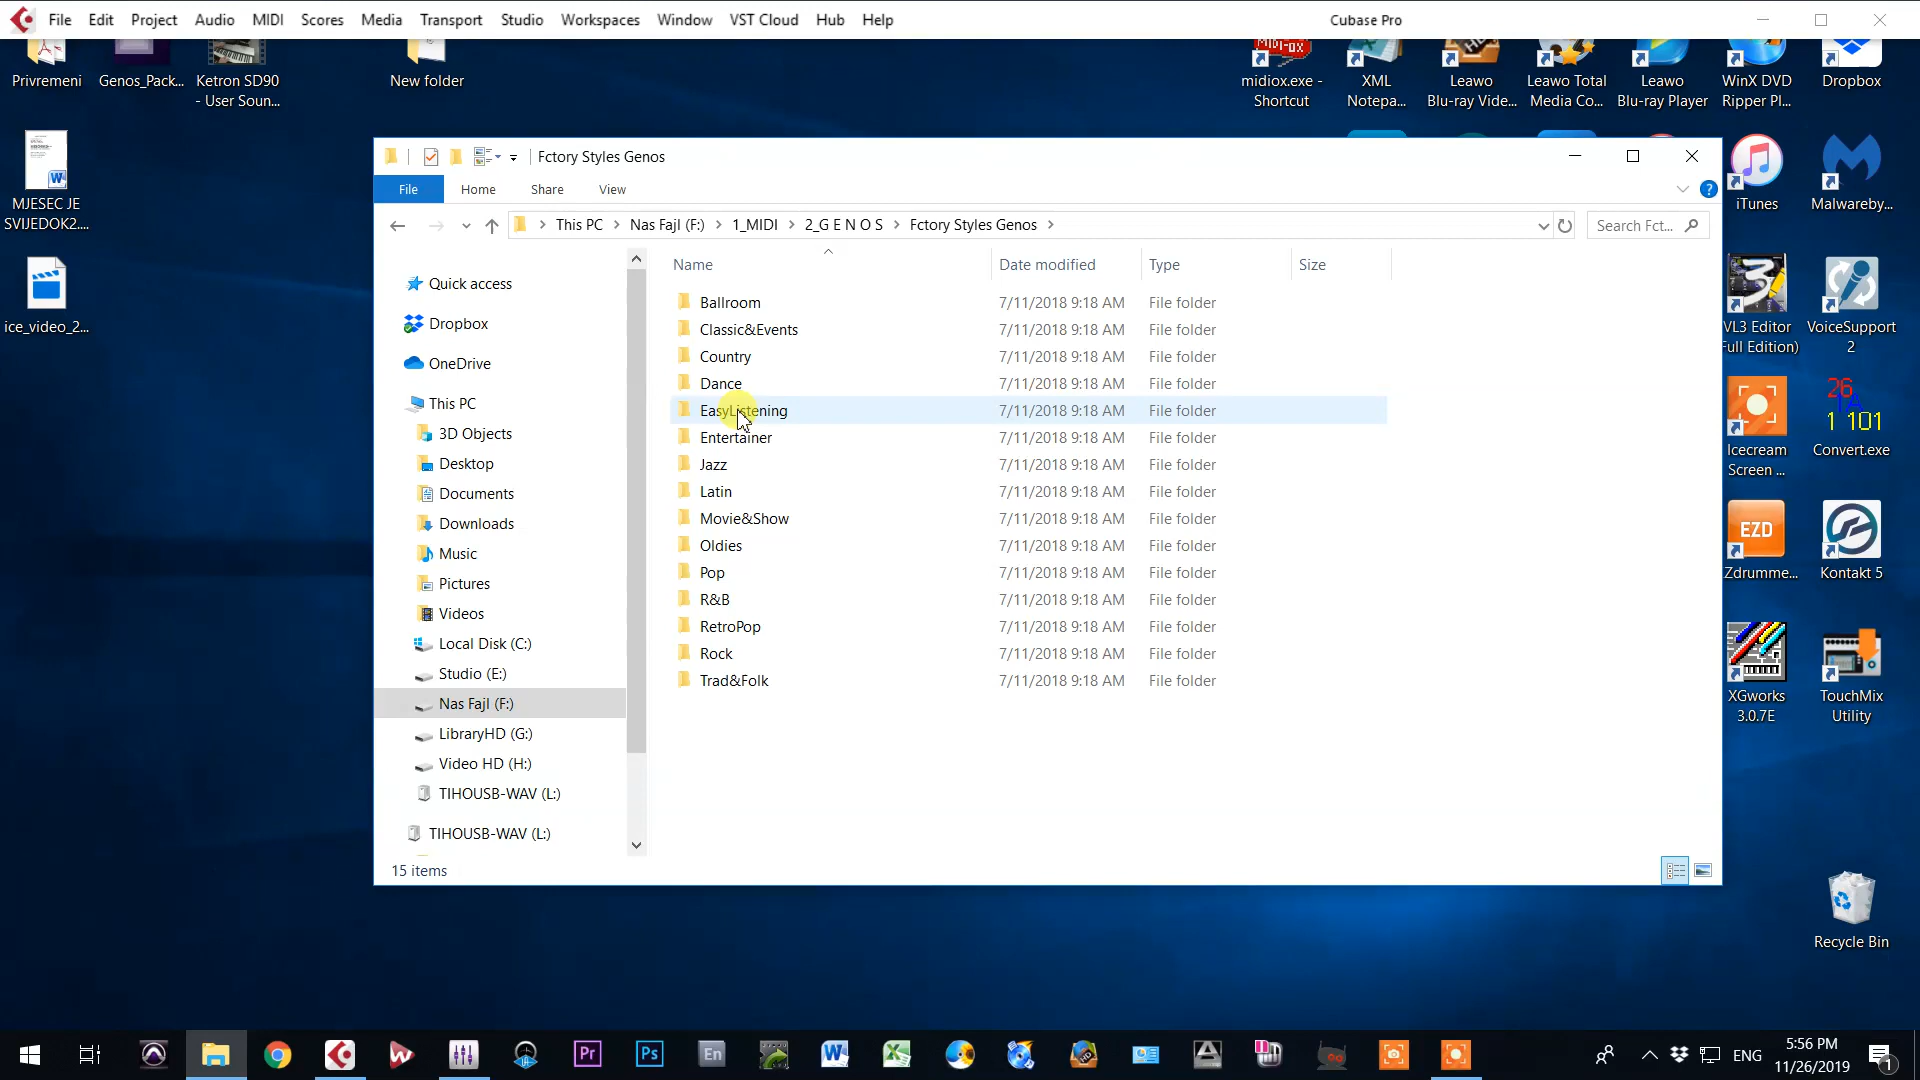 File Edit Project Audio MIDI Scores Media Transport Studio Workspaces Window VST Cloud Hub Help
Cubase Pro
Privremeni
Genos_Pack...
Ketron SD90
- User Soun...
New folder
midiox.exe -
Shortcut
XML
Notepa...
Leawo
Blu-ray Vide...
Leawo Total
Media Co...
Leawo
Blu-ray Player
WinX DVD
Ripper Pl...
Dropbox
MJESEC JE
SVIJEDOK2....
ice_video_2...
Fctory Styles Genos
File Home Share View
This PC > Nas Fajl (F:) > 1_MIDI > 2_G E N O S > Fctory Styles Genos >
Search Fct...
Quick access
Dropbox
OneDrive
This PC
3D Objects
Desktop
Documents
Downloads
Music
Pictures
Videos
Local Disk (C:)
Studio (E:)
Nas Fajl (F:)
LibraryHD (G:)
Video HD (H:)
TIHOUSB-WAV (L:)
TIHOUSB-WAV (L:)
Name Date modified Type Size
Ballroom 7/11/2018 9:18 AM File folder
Classic&Events 7/11/2018 9:18 AM File folder
Country 7/11/2018 9:18 AM File folder
Dance 7/11/2018 9:18 AM File folder
EasyListening 7/11/2018 9:18 AM File folder
Entertainer 7/11/2018 9:18 AM File folder
Jazz 7/11/2018 9:18 AM File folder
Latin 7/11/2018 9:18 AM File folder
Movie&Show 7/11/2018 9:18 AM File folder
Oldies 7/11/2018 9:18 AM File folder
Pop 7/11/2018 9:18 AM File folder
R&B 7/11/2018 9:18 AM File folder
RetroPop 7/11/2018 9:18 AM File folder
Rock 7/11/2018 9:18 AM File folder
Trad&Folk 7/11/2018 9:18 AM File folder
15 items
iTunes
Malwareby...
VL3 Editor
Full Edition)
VoiceSupport
2
Icecream
Screen ...
26
1 101
Convert.exe
EZD
Zdrumme...
Kontakt 5
XGworks
3.0.7E
TouchMix
Utility
Recycle Bin
Pr Ps En
ENG
5:56 PM
11/26/2019
1